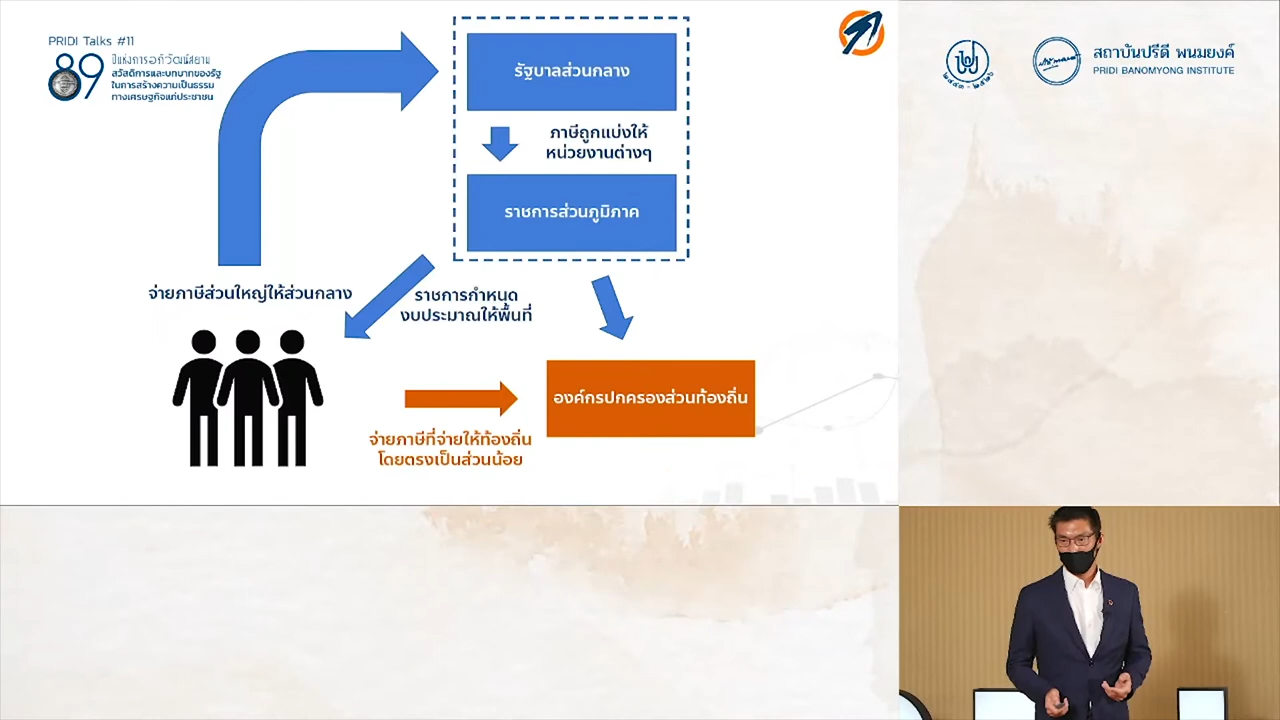 PRIDI Talks #11
89
ปีแห่งการอภิวัฒน์สยาม
สวัสดิการและบทบาทของรัฐ
ในการสร้างความเป็นธรรม
ทางเศรษฐกิจแก่ประชาชน
รัฐบาลส่วนกลาง
ภาษีถูกแบ่งให้
หน่วยงานต่างๆ
ราชการส่วนภูมิภาค
จ่ายภาษีส่วนใหญ่ให้ส่วนกลาง
ราชการกำหนด
งบประมาณให้พื้นที่
องค์กรปกครองส่วนท้องถิ่น
จ่ายภาษีที่จ่ายให้ท้องถิ่น
โดยตรงเป็นส่วนน้อย
๒๔๔๓ - ๒๕๒๖
สถาบันปรีดี พนมยงค์
PRIDI BANOMYONG INSTITUTE